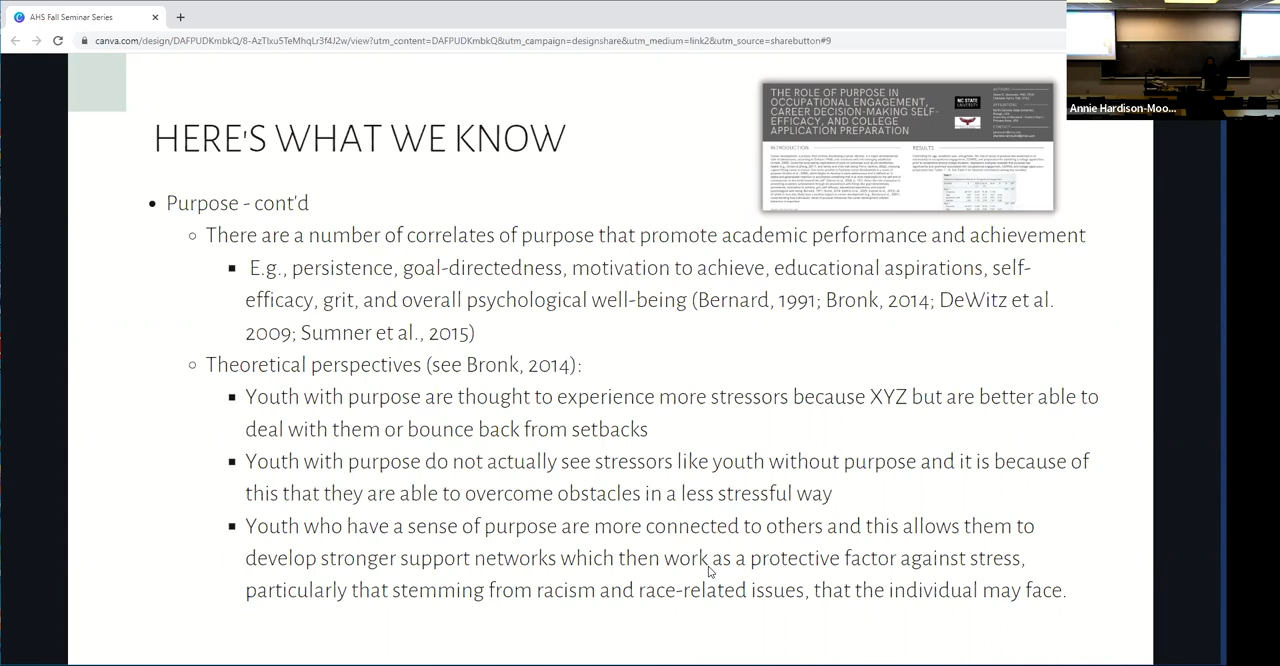 AHS Fall Seminar Series
canva.com/design/DAFPUDKmbkQ/8-AzTlxu5TeMhqLr3f4J2w/view?utm_content=DAFPUDKmbkQ&utm_campaign=designshare&utm_medium=link2&utm_source=sharebutton#9
Annie Hardison-Moo...
THE ROLE OF PURPOSE IN
OCCUPATIONAL ENGAGEMENT,
CAREER DECISION-MAKING SELF-
EFFICACY, AND COLLEGE
APPLICATION PREPARATION
NC STATE
UNIVERSITY
INTRODUCTION
RESULTS
HERE'S WHAT WE KNOW
• Purpose - cont'd
◦ There are a number of correlates of purpose that promote academic performance and achievement
▪ E.g., persistence, goal-directedness, motivation to achieve, educational aspirations, self-
efficacy, grit, and overall psychological well-being (Bernard, 1991; Bronk, 2014; DeWitz et al.
2009; Sumner et al., 2015)
◦ Theoretical perspectives (see Bronk, 2014):
▪ Youth with purpose are thought to experience more stressors because XYZ but are better able to
deal with them or bounce back from setbacks
▪ Youth with purpose do not actually see stressors like youth without purpose and it is because of
this that they are able to overcome obstacles in a less stressful way
▪ Youth who have a sense of purpose are more connected to others and this allows them to
develop stronger support networks which then work as a protective factor against stress,
particularly that stemming from racism and race-related issues, that the individual may face.